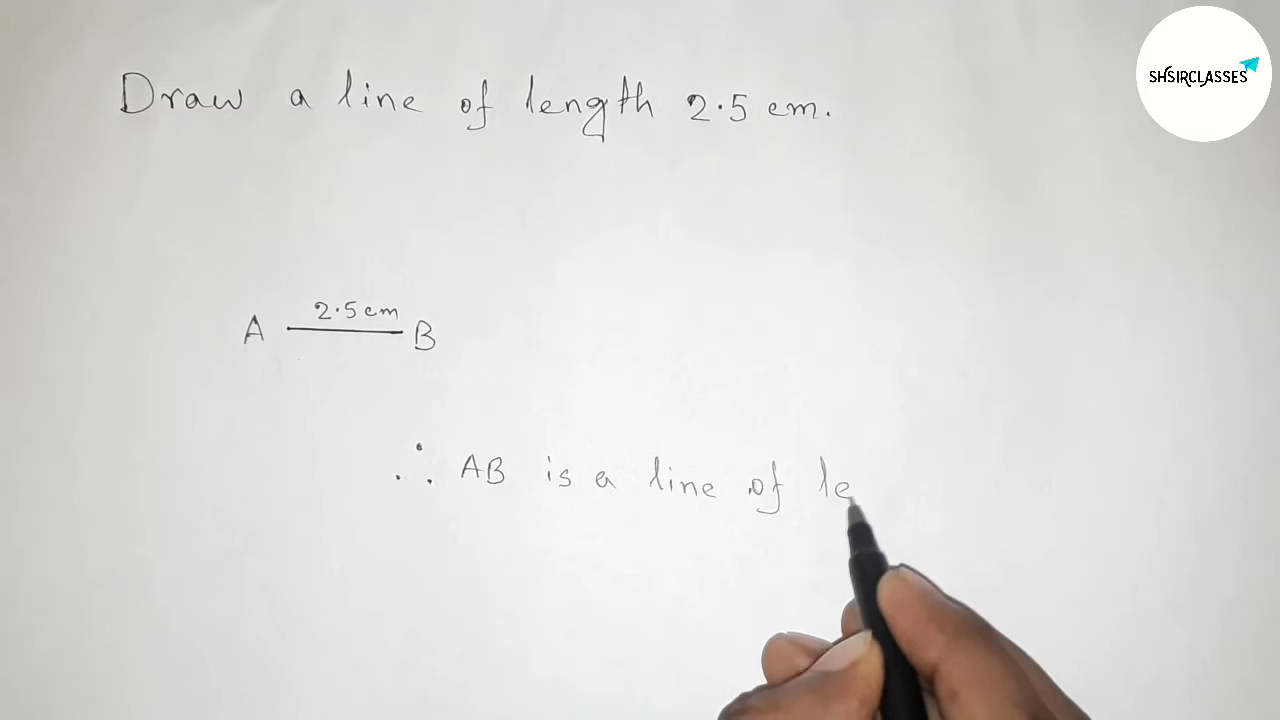 Draw a line of length 2.5 cm.
SHSIRCLASSES
2.5 cm
A B
∴ AB is a line of le